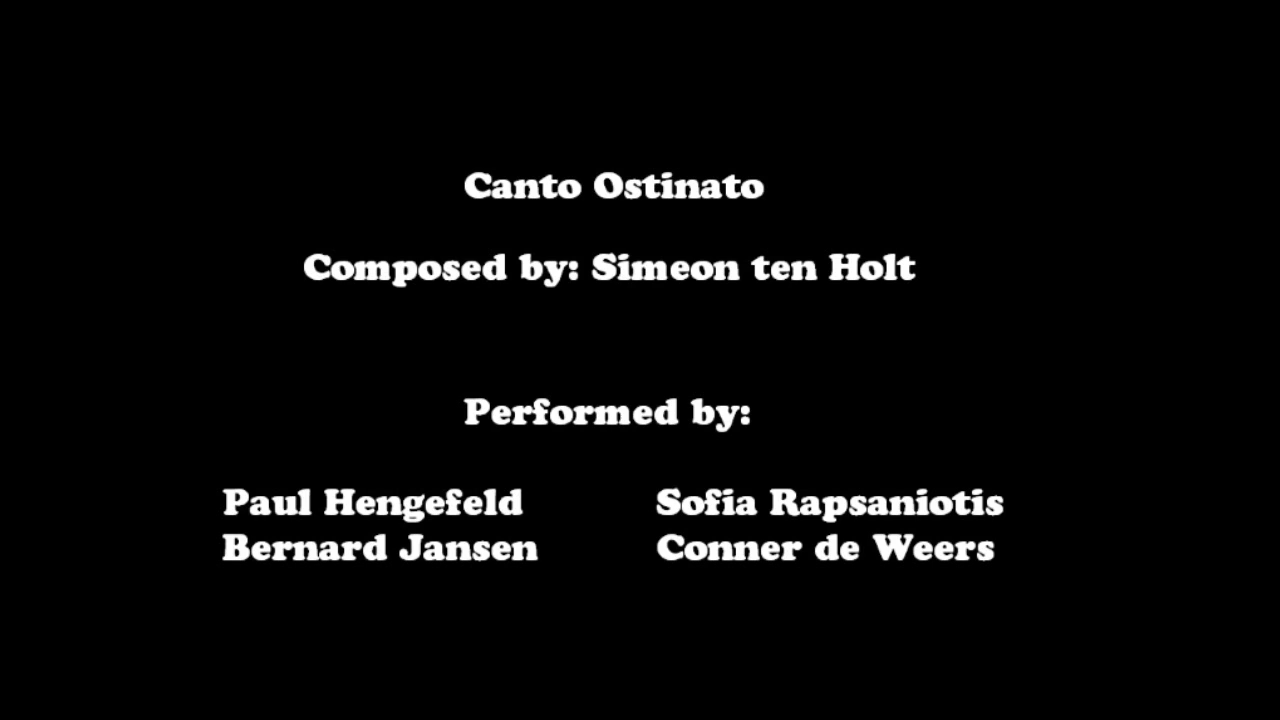 Canto Ostinato
Composed by: Simeon ten Holt
Performed by:
Paul Hengefeld Sofia Rapsaniotis
Bernard Jansen Conner de Weers